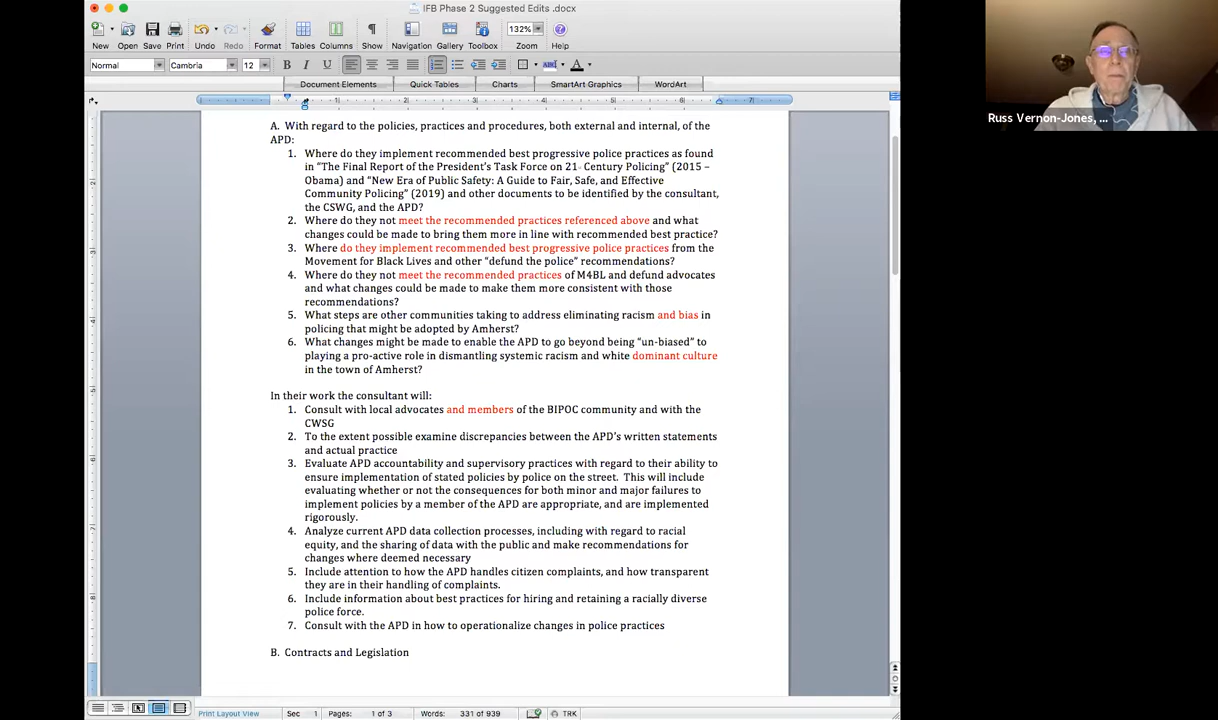 IFB Phase 2 Suggested Edits .docx
132%
New Open Save Print Undo Redo Format Tables Columns Show Navigation Gallery Toolbox Zoom Help
Normal Cambria 12 B I U ABC A
Document Elements Quick Tables Charts SmartArt Graphics WordArt
1 2 3 4 5 6 7
A. With regard to the policies, practices and procedures, both external and internal, of the
APD:
1. Where do they implement recommended best progressive police practices as found
in "The Final Report of the President's Task Force on 21- Century Policing" (2015 –
Obama) and "New Era of Public Safety: A Guide to Fair, Safe, and Effective
Community Policing" (2019) and other documents to be identified by the consultant,
the CSWG, and the APD?
2. Where do they not meet the recommended practices referenced above and what
changes could be made to bring them more in line with recommended best practice?
3. Where do they implement recommended best progressive police practices from the
Movement for Black Lives and other "defund the police" recommendations?
4. Where do they not meet the recommended practices of M4BL and defund advocates
and what changes could be made to make them more consistent with those
recommendations?
5. What steps are other communities taking to address eliminating racism and bias in
policing that might be adopted by Amherst?
6. What changes might be made to enable the APD to go beyond being "un-biased" to
playing a pro-active role in dismantling systemic racism and white dominant culture
in the town of Amherst?
In their work the consultant will:
1. Consult with local advocates and members of the BIPOC community and with the
CWSG
2. To the extent possible examine discrepancies between the APD's written statements
and actual practice
3. Evaluate APD accountability and supervisory practices with regard to their ability to
ensure implementation of stated policies by police on the street. This will include
evaluating whether or not the consequences for both minor and major failures to
implement policies by a member of the APD are appropriate, and are implemented
rigorously.
4. Analyze current APD data collection processes, including with regard to racial
equity, and the sharing of data with the public and make recommendations for
changes where deemed necessary
5. Include attention to how the APD handles citizen complaints, and how transparent
they are in their handling of complaints.
6. Include information about best practices for hiring and retaining a racially diverse
police force.
7. Consult with the APD in how to operationalize changes in police practices
B. Contracts and Legislation
Print Layout View Sec 1 Pages: 1 of 3 Words: 331 of 939 TRK
Russ Vernon-Jones, ...